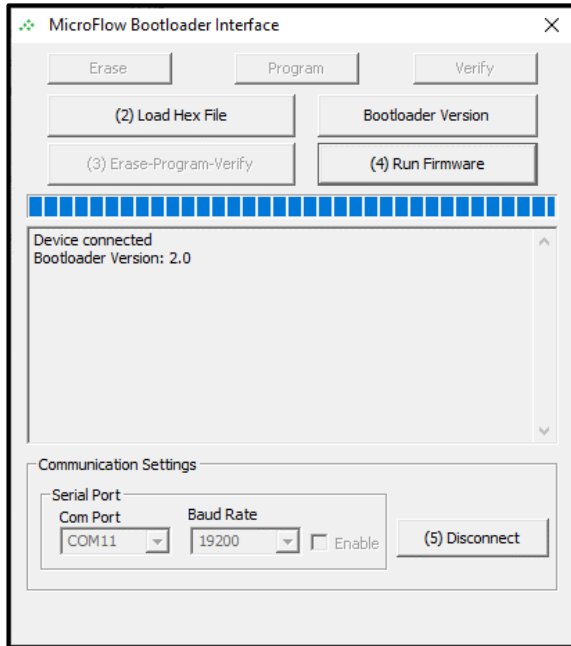 MicroFlow Bootloader Interface
Erase Program Verify
(2) Load Hex File Bootloader Version
(3) Erase-Program-Verify (4) Run Firmware
Device connected
Bootloader Version: 2.0
Communication Settings
Serial Port
Com Port Baud Rate
COM11 19200 Enable (5) Disconnect